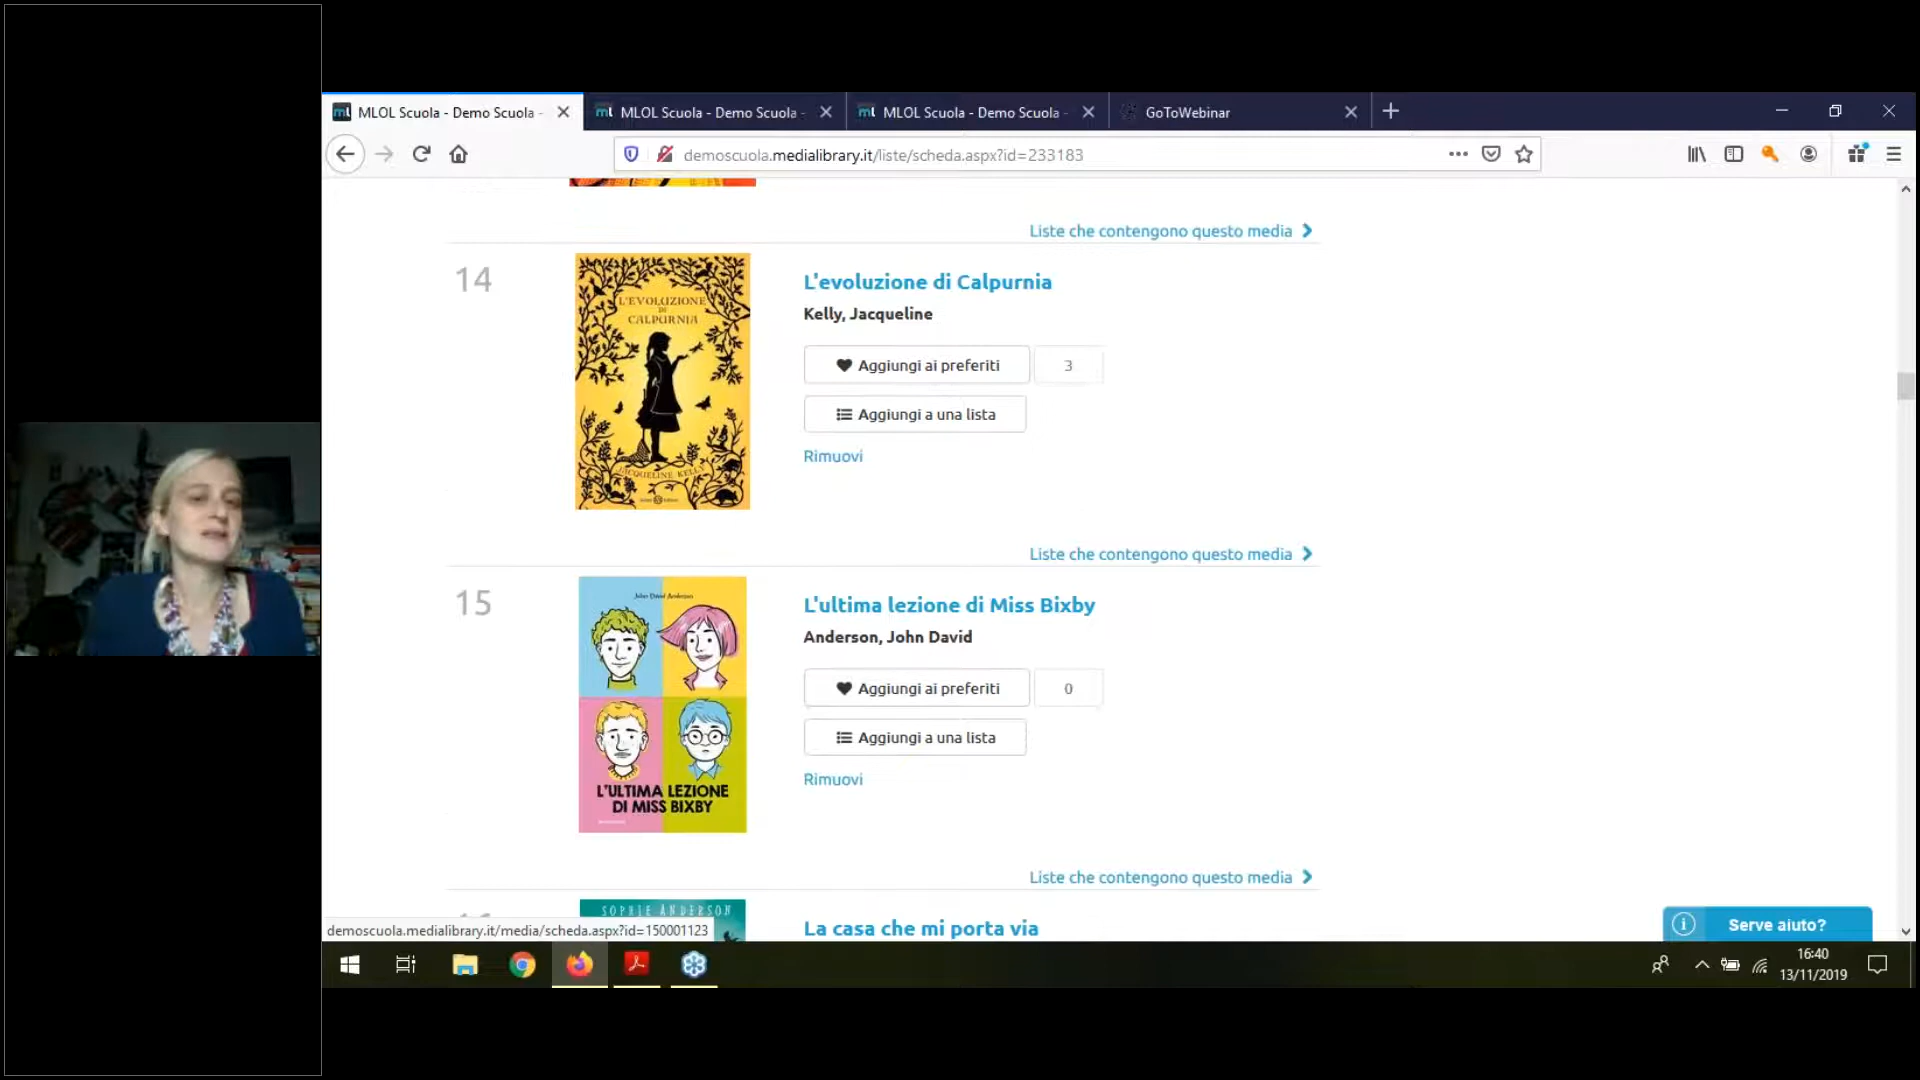 MLOL Scuola - Demo Scuola -
MLOL Scuola - Demo Scuola -
MLOL Scuola - Demo Scuola -
GoToWebinar
demoscuola.medialibrary.it/liste/scheda.aspx?id=233183
Liste che contengono questo media
14
L'EVOLUZIONE
DI
CALPURNIA
JACQUELINE KELLY
L'evoluzione di Calpurnia
Kelly, Jacqueline
Aggiungi ai preferiti 3
Aggiungi a una lista
Rimuovi
Liste che contengono questo media
15
John David Anderson
L'ULTIMA LEZIONE
DI MISS BIXBY
L'ultima lezione di Miss Bixby
Anderson, John David
Aggiungi ai preferiti 0
Aggiungi a una lista
Rimuovi
Liste che contengono questo media
SOPHIE ANDERSON
La casa che mi porta via
Serve aiuto?
demoscuola.medialibrary.it/media/scheda.aspx?id=150001123
16:40
13/11/2019